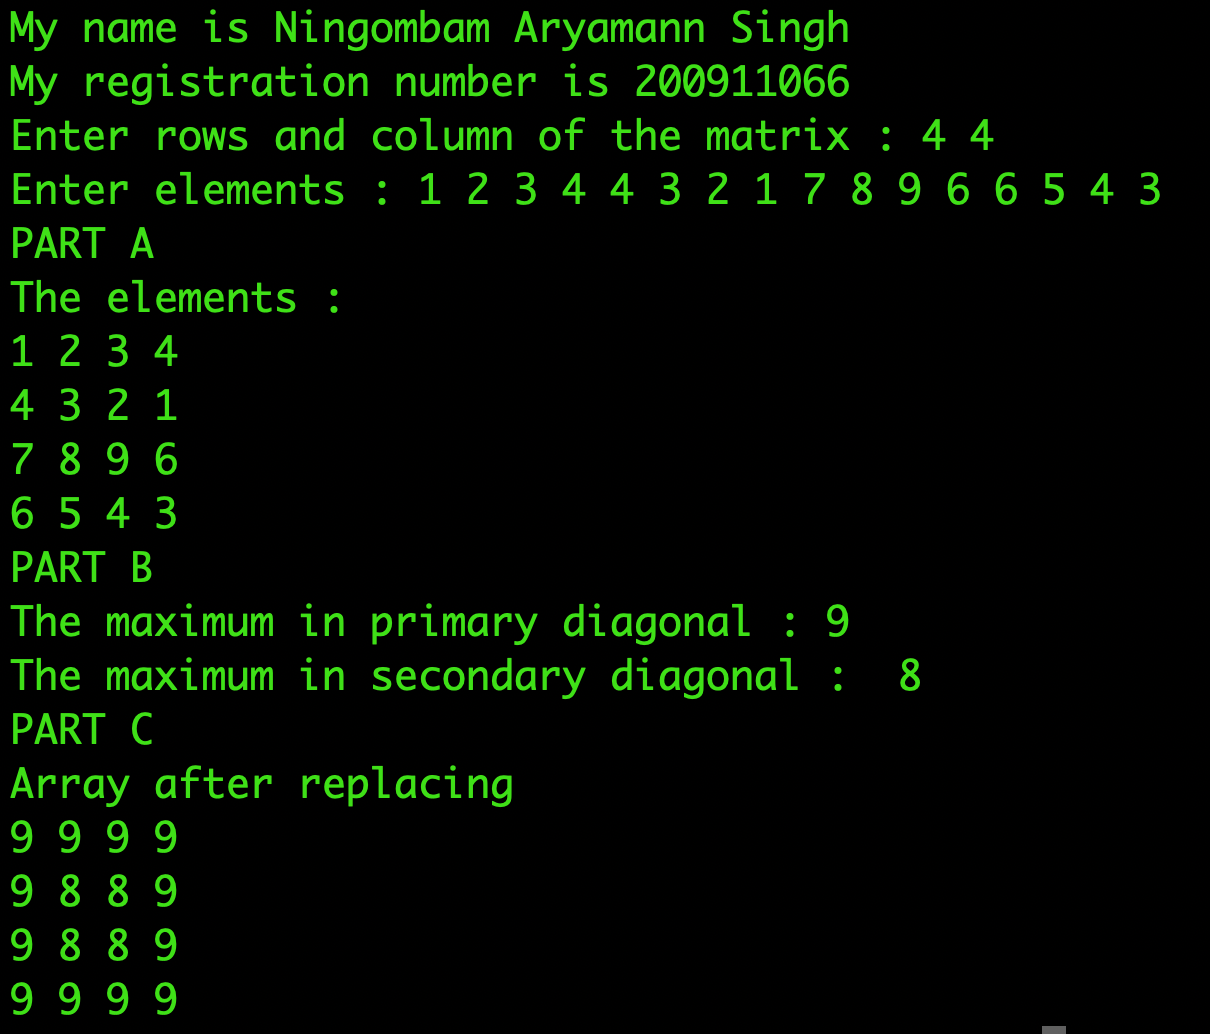 My name is Ningombam Aryamann Singh
My registration number is 200911066
Enter rows and column of the matrix : 4 4
Enter elements : 1 2 3 4 4 3 2 1 7 8 9 6 6 5 4 3
PART A
The elements :
1 2 3 4
4 3 2 1
7 8 9 6
6 5 4 3
PART B
The maximum in primary diagonal : 9
The maximum in secondary diagonal :  8
PART C
Array after replacing
9 9 9 9
9 8 8 9
9 8 8 9
9 9 9 9